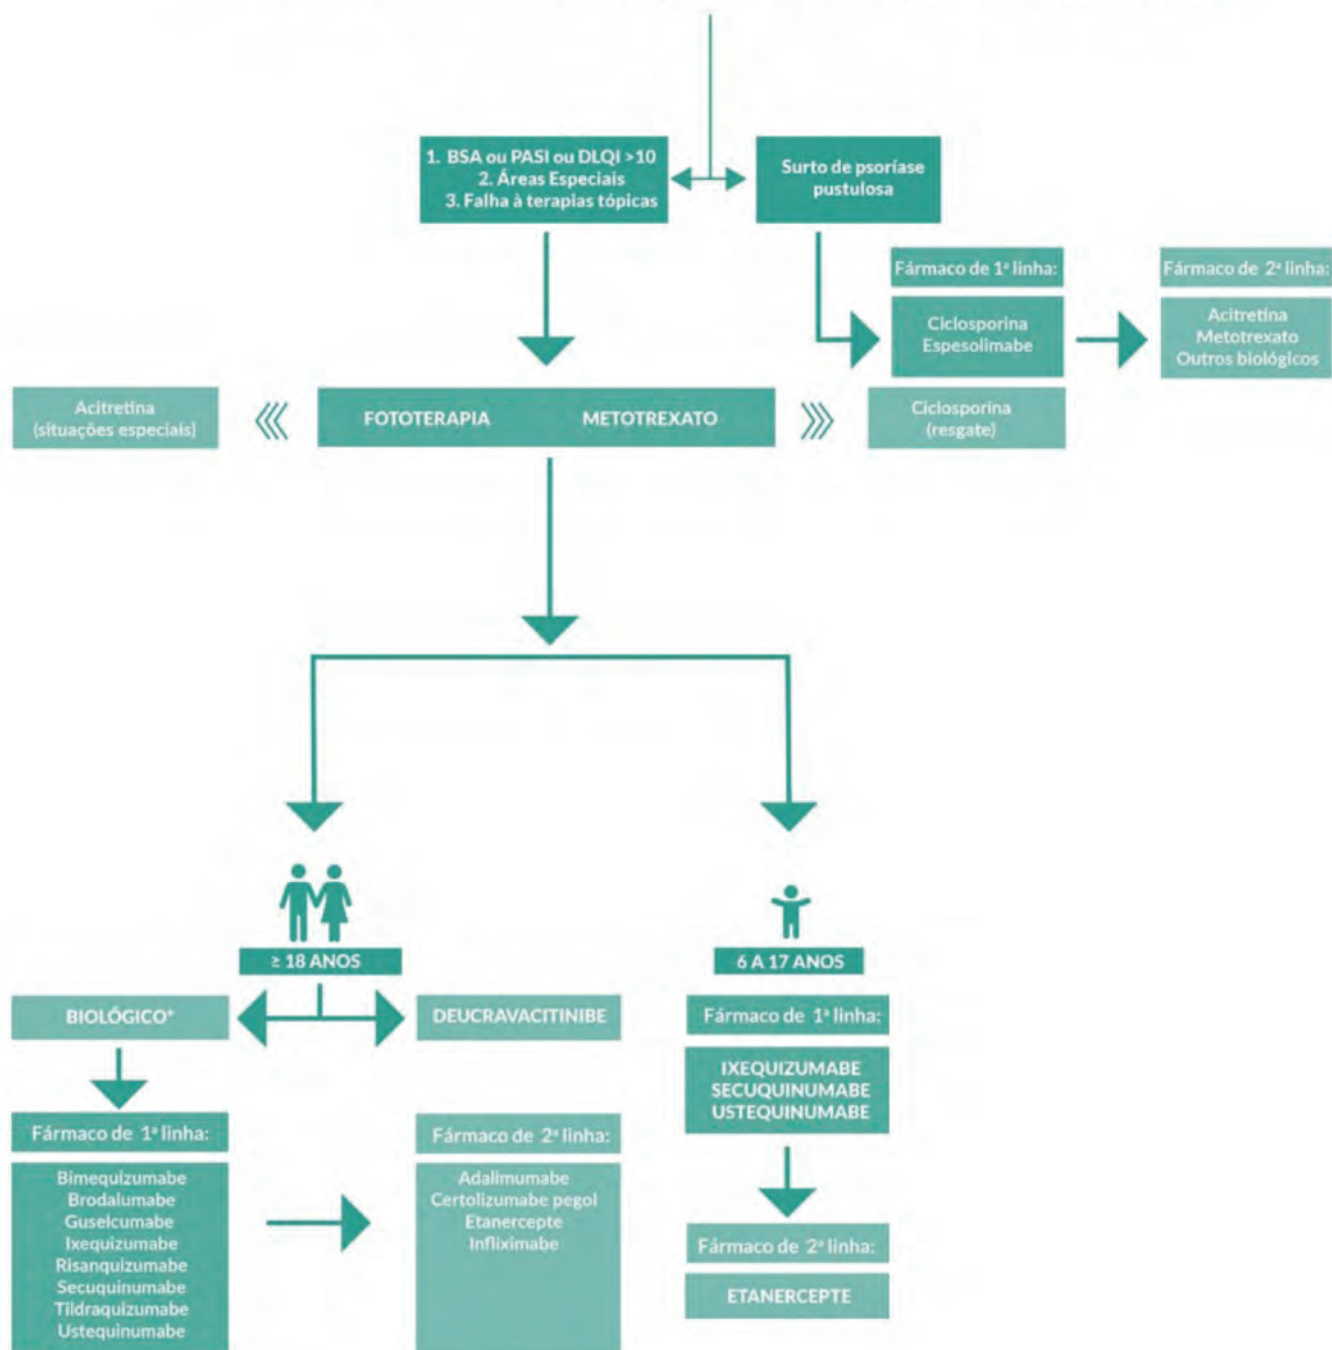 1. BSA ou PASI ou DLQI >10
2. Áreas Especiais
3. Falha à terapias tópicas
Surto de psoríase
pustulosa
Fármaco de 1ª linha:
Ciclosporina
Espesolimabe
Fármaco de 2ª linha:
Acitretina
Metotrexato
Outros biológicos
Acitretina
(situações especiais)
FOTOTERAPIA METOTREXATO
Ciclosporina
(resgate)
≥ 18 ANOS
BIOLÓGICO*
DEUCRAVACITINIBE
Fármaco de 1ª linha:
Bimequizumabe
Brodalumabe
Guselcumabe
Ixequizumabe
Risanquizumabe
Secuquinumabe
Tildraquizumabe
Ustequinumabe
Fármaco de 2ª linha:
Adalimumabe
Certolizumabe pegol
Etanercepte
Infliximabe
6 A 17 ANOS
Fármaco de 1ª linha:
IXEQUIZUMABE
SECUQUINUMABE
USTEQUINUMABE
Fármaco de 2ª linha:
ETANERCEPTE